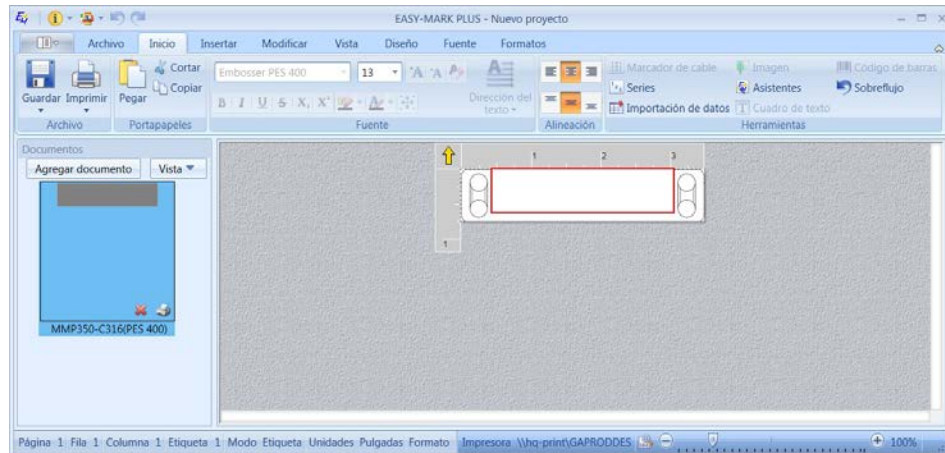 EASY-MARK PLUS - Nuevo proyecto
Archivo Inicio Insertar Modificar Vista Diseño Fuente Formatos
Cortar Embosser PES 400 13 Marcador de cable Imagen Código de barras
Guardar Imprimir Pegar Copiar Dirección del texto Series Asistentes Sobreflujo
Importación de datos Cuadro de texto
Archivo Portapapeles Fuente Alineación Herramientas
Documentos
Agregar documento Vista
1 2 3
1
MMP350-C316(PES 400)
Página 1 Fila 1 Columna 1 Etiqueta 1 Modo Etiqueta Unidades Pulgadas Formato Impresora \\hq-print\GAPRODDES 100%